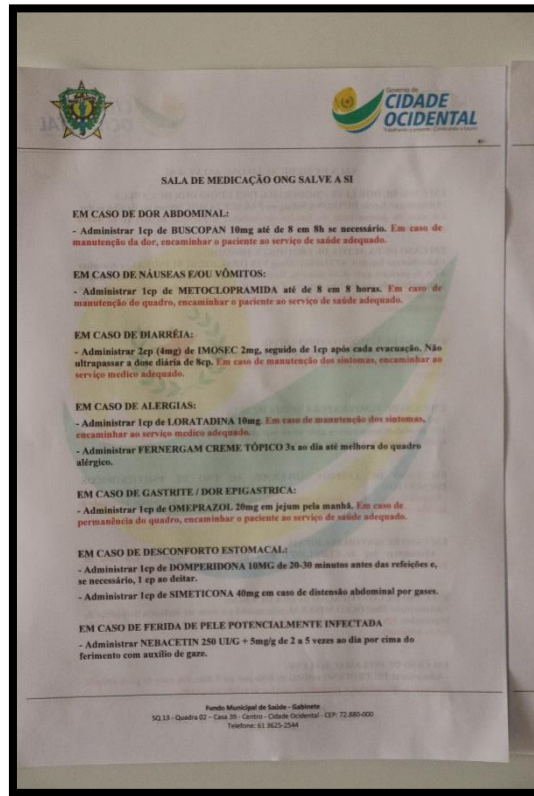 Governo de
CIDADE
OCIDENTAL
SALA DE MEDICAÇÃO ONG SALVE A SI
EM CASO DE DOR ABDOMINAL:
- Administrar 1cp de BUSCOPAN 10mg até de 8 em 8h se necessário. Em caso de
manutenção da dor, encaminhar o paciente ao serviço de saúde adequado.
EM CASO DE NÁUSEAS E/OU VÔMITOS:
- Administrar 1cp de METOCLOPRAMIDA até de 8 em 8 horas. Em caso de
manutenção do quadro, encaminhar o paciente ao serviço de saúde adequado.
EM CASO DE DIARRÉIA:
- Administrar 2cp (4mg) de IMOSEC 2mg, seguido de 1cp após cada evacuação. Não
ultrapassar a dose diária de 8cp. Em caso de manutenção dos sintomas, encaminhar ao
serviço medico adequado.
EM CASO DE ALERGIAS:
- Administrar 1cp de LORATADINA 10mg. Em caso de manutenção dos sintomas,
encaminhar ao serviço medico adequado.
- Administrar FERNERGAM CREME TÓPICO 3x ao dia até melhora do quadro
alérgico.
EM CASO DE GASTRITE / DOR EPIGASTRICA:
- Administrar 1cp de OMEPRAZOL 20mg em jejum pela manhã. Em caso de
permanência do quadro, encaminhar o paciente ao serviço de saúde adequado.
EM CASO DE DESCONFORTO ESTOMACAL:
- Administrar 1cp de DOMPERIDONA 10MG de 20-30 minutos antes das refeições e,
se necessário, 1 cp ao deitar.
- Administrar 1cp de SIMETICONA 40mg em caso de distensão abdominal por gases.
EM CASO DE FERIDA DE PELE POTENCIALMENTE INFECTADA
- Administrar NEBACETIN 250 UI/G + 5mg/g de 2 a 5 vezes ao dia por cima do
ferimento com auxílio de gaze.
Fundo Municipal de Saúde - Gabinete
SQ 13 - Quadra 02 – Casa 39 - Centro - Cidade Ocidental - CEP: 72.880-000
Telefone: 61 3625-2544